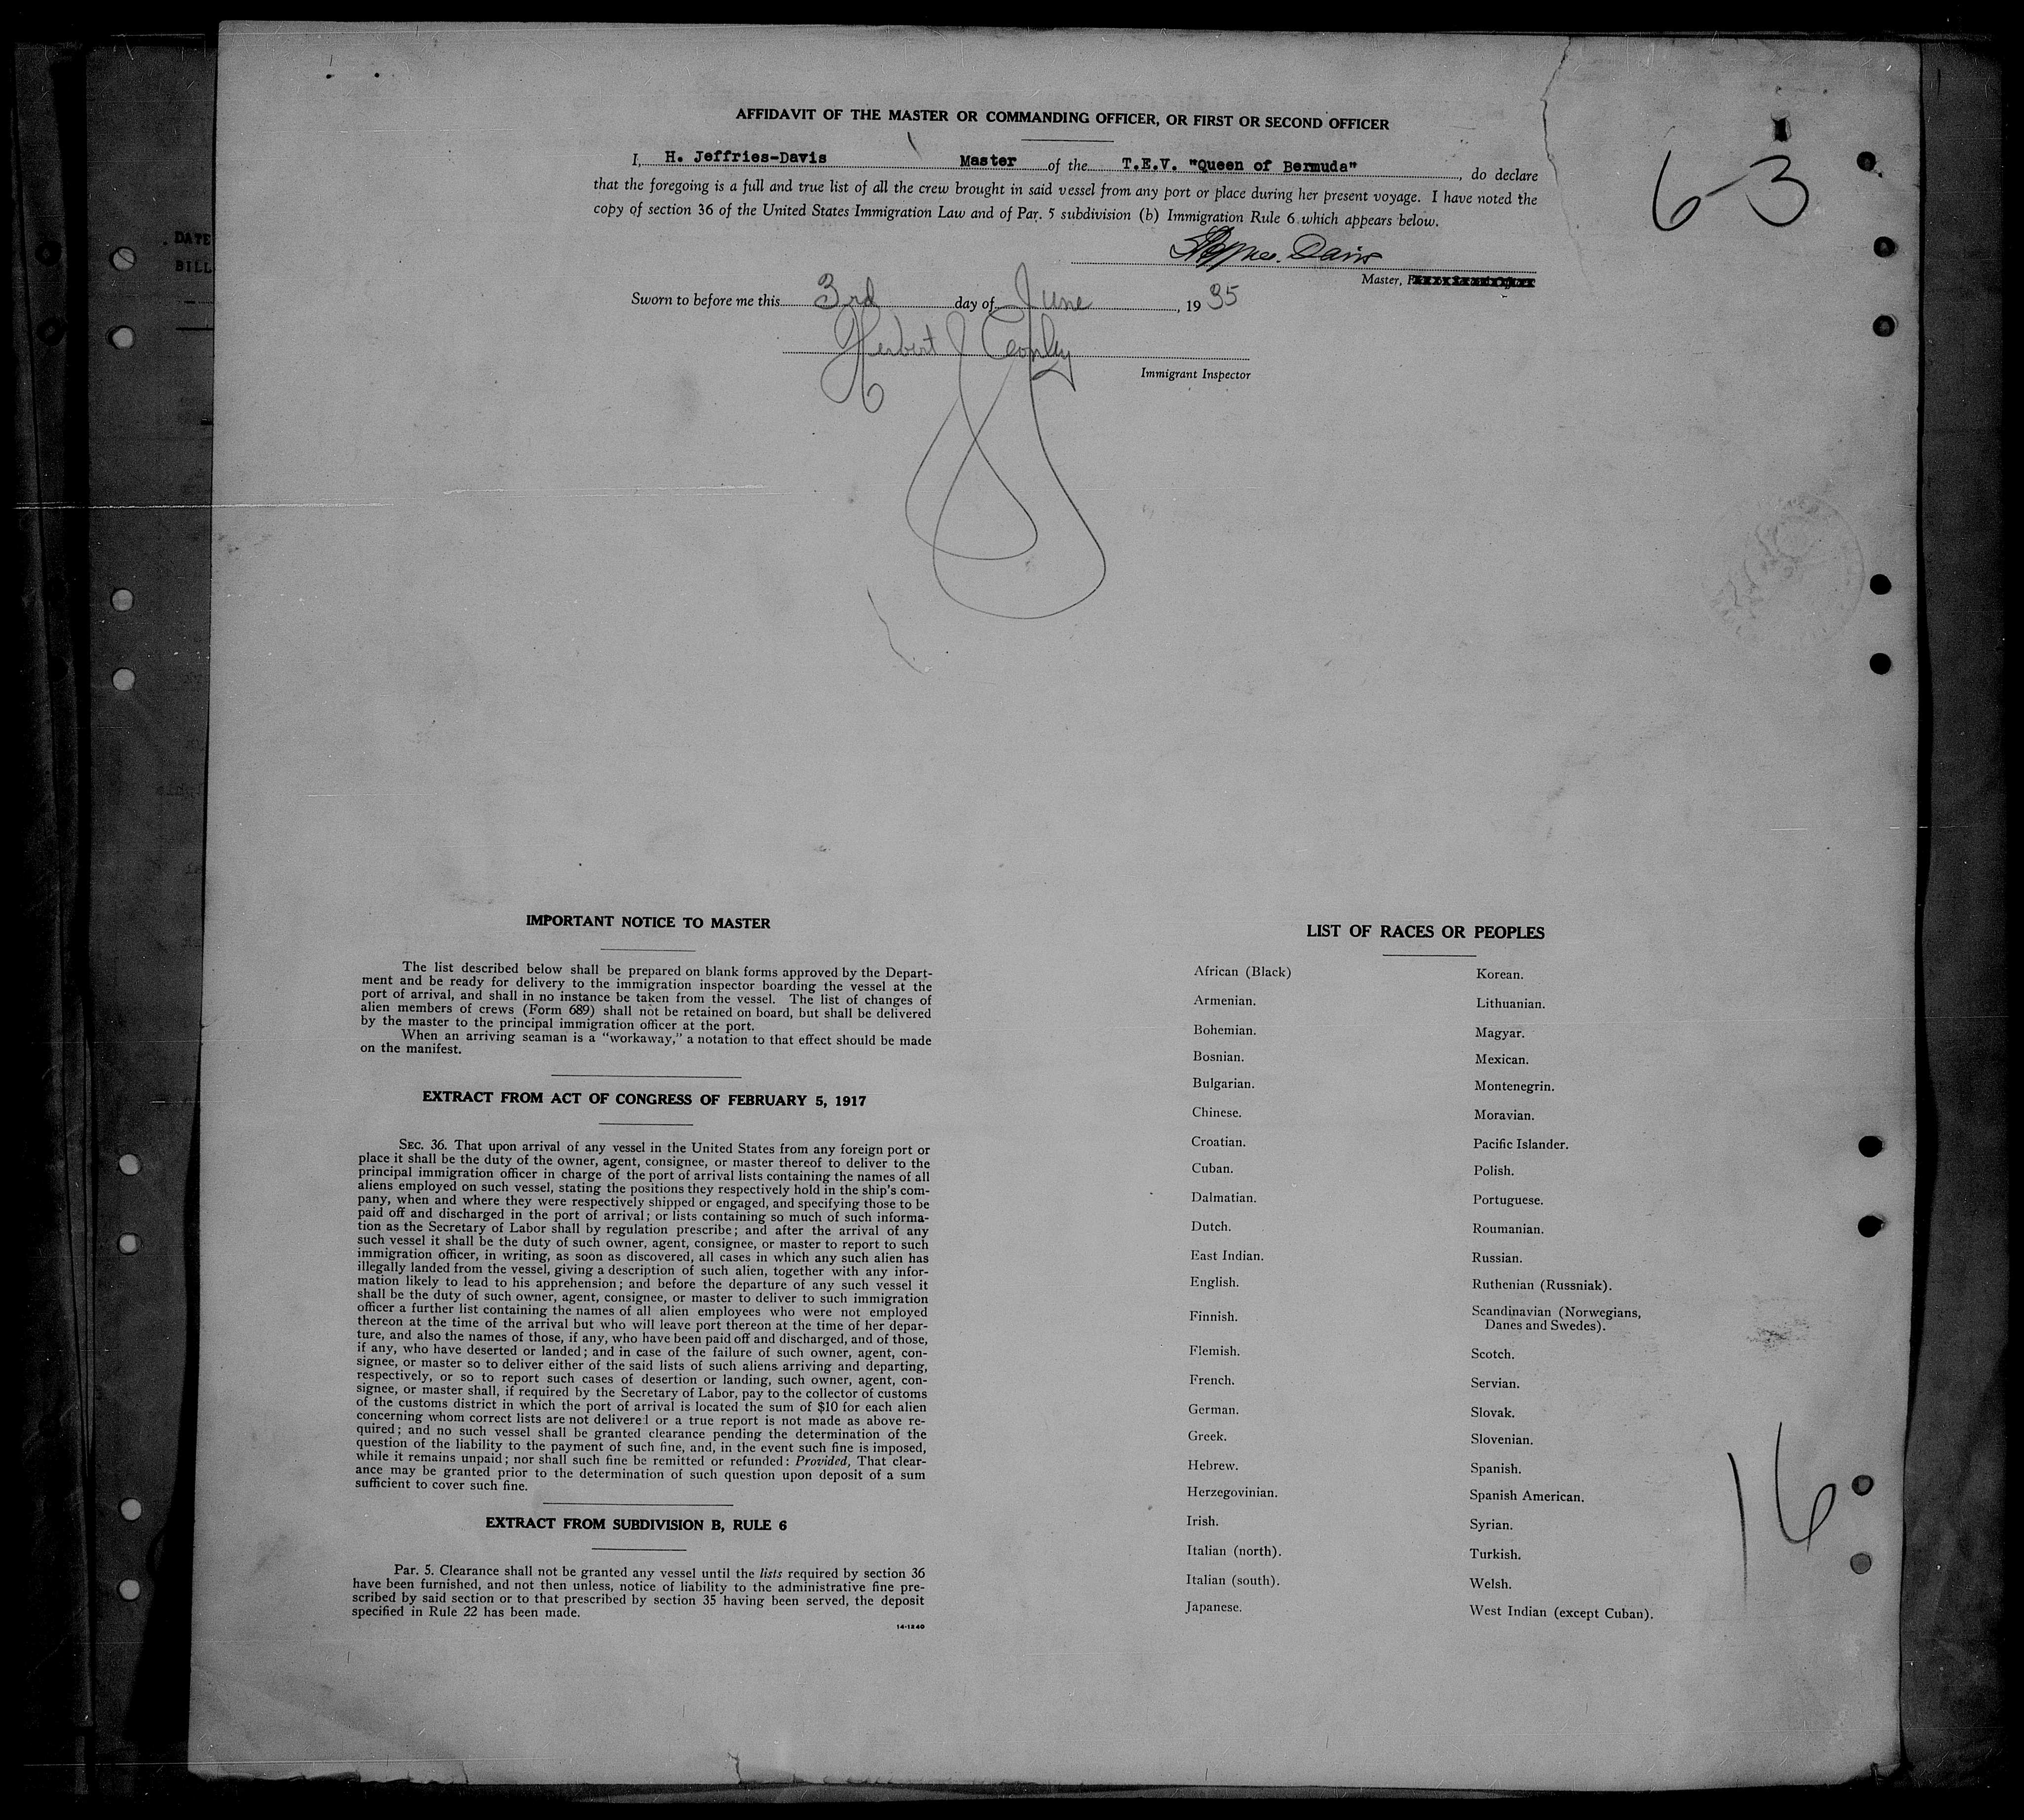 AFFIDAVIT OF THE MASTER OR COMMANDING OFFICER, OR FIRST OR SECOND OFFICER
I, H. Jeffries-Davis Master of the T.E.V. "Queen of Bermuda", do declare
that the foregoing is a full and true list of all the crew brought in said vessel from any port or place during her present voyage. I have noted the
copy of section 36 of the United States Immigration Law and of Par. 5 subdivision (b) Immigration Rule 6 which appears below.
Davis
Master,
Sworn to before me this 3rd day of June, 1935
Herbert J
Immigrant Inspector
6-3
DATE
BILL
IMPORTANT NOTICE TO MASTER
The list described below shall be prepared on blank forms approved by the Depart-
ment and be ready for delivery to the immigration inspector boarding the vessel at the
port of arrival, and shall in no instance be taken from the vessel. The list of changes of
alien members of crews (Form 689) shall not be retained on board, but shall be delivered
by the master to the principal immigration officer at the port.
When an arriving seaman is a "workaway," a notation to that effect should be made
on the manifest.
EXTRACT FROM ACT OF CONGRESS OF FEBRUARY 5, 1917
SEC. 36. That upon arrival of any vessel in the United States from any foreign port or
place it shall be the duty of the owner, agent, consignee, or master thereof to deliver to the
principal immigration officer in charge of the port of arrival lists containing the names of all
aliens employed on such vessel, stating the positions they respectively hold in the ship's com-
pany, when and where they were respectively shipped or engaged, and specifying those to be
paid off and discharged in the port of arrival; or lists containing so much of such informa-
tion as the Secretary of Labor shall by regulation prescribe; and after the arrival of any
such vessel it shall be the duty of such owner, agent, consignee, or master to report to such
immigration officer, in writing, as soon as discovered, all cases in which any such alien has
illegally landed from the vessel, giving a description of such alien, together with any infor-
mation likely to lead to his apprehension; and before the departure of any such vessel it
shall be the duty of such owner, agent, consignee, or master to deliver to such immigration
officer a further list containing the names of all alien employees who were not employed
thereon at the time of the arrival but who will leave port thereon at the time of her depar-
ture, and also the names of those, if any, who have been paid off and discharged, and of those,
if any, who have deserted or landed; and in case of the failure of such owner, agent, con-
signee, or master so to deliver either of the said lists of such aliens arriving and departing,
respectively, or so to report such cases of desertion or landing, such owner, agent, con-
signee, or master shall, if required by the Secretary of Labor, pay to the collector of customs
of the customs district in which the port of arrival is located the sum of $10 for each alien
concerning whom correct lists are not delivered or a true report is not made as above re-
quired; and no such vessel shall be granted clearance pending the determination of the
question of the liability to the payment of such fine, and, in the event such fine is imposed,
while it remains unpaid; nor shall such fine be remitted or refunded: Provided, That clear-
ance may be granted prior to the determination of such question upon deposit of a sum
sufficient to cover such fine.
EXTRACT FROM SUBDIVISION B, RULE 6
Par. 5. Clearance shall not be granted any vessel until the lists required by section 36
have been furnished, and not then unless, notice of liability to the administrative fine pre-
scribed by said section or to that prescribed by section 35 having been served, the deposit
specified in Rule 22 has been made.
14-1240
LIST OF RACES OR PEOPLES
African (Black)
Armenian.
Bohemian.
Bosnian.
Bulgarian.
Chinese.
Croatian.
Cuban.
Dalmatian.
Dutch.
East Indian.
English.
Finnish.
Flemish.
French.
German.
Greek.
Hebrew.
Herzegovinian.
Irish.
Italian (north).
Italian (south).
Japanese.
Korean.
Lithuanian.
Magyar.
Mexican.
Montenegrin.
Moravian.
Pacific Islander.
Polish.
Portuguese.
Roumanian.
Russian.
Ruthenian (Russniak).
Scandinavian (Norwegians,
Danes and Swedes).
Scotch.
Servian.
Slovak.
Slovenian.
Spanish.
Spanish American.
Syrian.
Turkish.
Welsh.
West Indian (except Cuban).
16